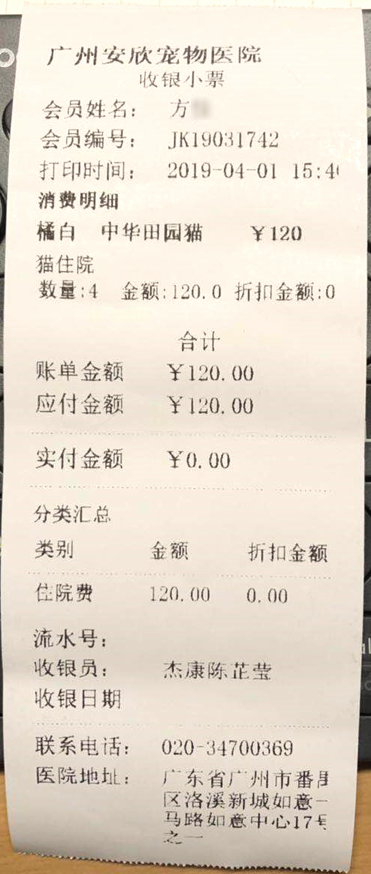 广州安欣宠物医院
收银小票
会员姓名： 方
会员编号： JK19031742
打印时间： 2019-04-01 15:4
消费明细
橘白 中华田园猫 ￥120
猫住院
数量:4 金额:120.0 折扣金额:0
合计
账单金额 ￥120.00
应付金额 ￥120.00
实付金额 ￥0.00
分类汇总
类别 金额 折扣金额
住院费 120.00 0.00
流水号：
收银员： 杰康陈芷莹
收银日期
联系电话： 020-34700369
医院地址： 广东省广州市番禺
区洛溪新城如意一
马路如意中心17号
之一